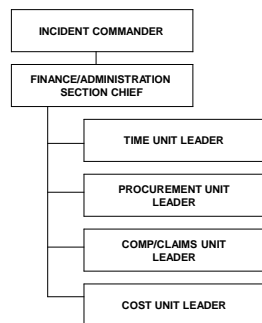 INCIDENT COMMANDER
FINANCE/ADMINISTRATION
SECTION CHIEF
TIME UNIT LEADER
PROCUREMENT UNIT
LEADER
COMP/CLAIMS UNIT
LEADER
COST UNIT LEADER